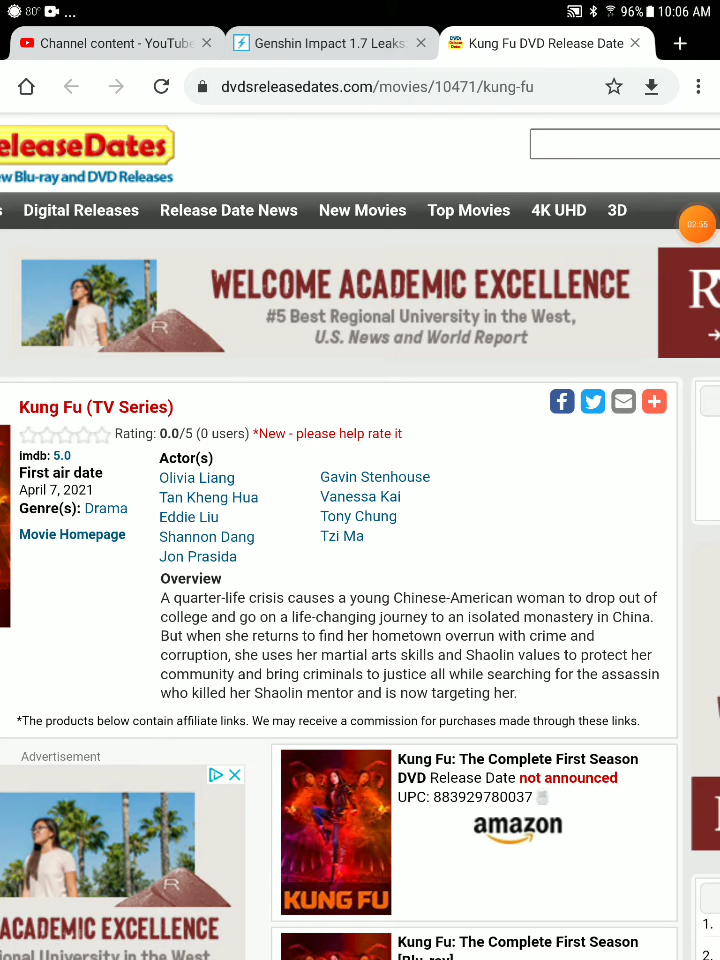 80° ... 96% 10:06 AM
Channel content - YouTube Genshin Impact 1.7 Leaks: Kung Fu DVD Release Date
dvdsreleasedates.com/movies/10471/kung-fu
eleaseDates
ew Blu-ray and DVD Releases
s Digital Releases Release Date News New Movies Top Movies 4K UHD 3D
02:55
WELCOME ACADEMIC EXCELLENCE
#5 Best Regional University in the West,
U.S. News and World Report
R
Kung Fu (TV Series)
Rating: 0.0/5 (0 users) *New - please help rate it
imdb: 5.0
First air date
April 7, 2021
Genre(s): Drama
Movie Homepage
Actor(s)
Olivia Liang
Tan Kheng Hua
Eddie Liu
Shannon Dang
Jon Prasida
Gavin Stenhouse
Vanessa Kai
Tony Chung
Tzi Ma
Overview
A quarter-life crisis causes a young Chinese-American woman to drop out of
college and go on a life-changing journey to an isolated monastery in China.
But when she returns to find her hometown overrun with crime and
corruption, she uses her martial arts skills and Shaolin values to protect her
community and bring criminals to justice all while searching for the assassin
who killed her Shaolin mentor and is now targeting her.
*The products below contain affiliate links. We may receive a commission for purchases made through these links.
Advertisement
R
ACADEMIC EXCELLENCE
ional University in the West
Kung Fu: The Complete First Season
DVD Release Date not announced
UPC: 883929780037
amazon
KUNG FU
Kung Fu: The Complete First Season
[Blu-ray]
1.
2.